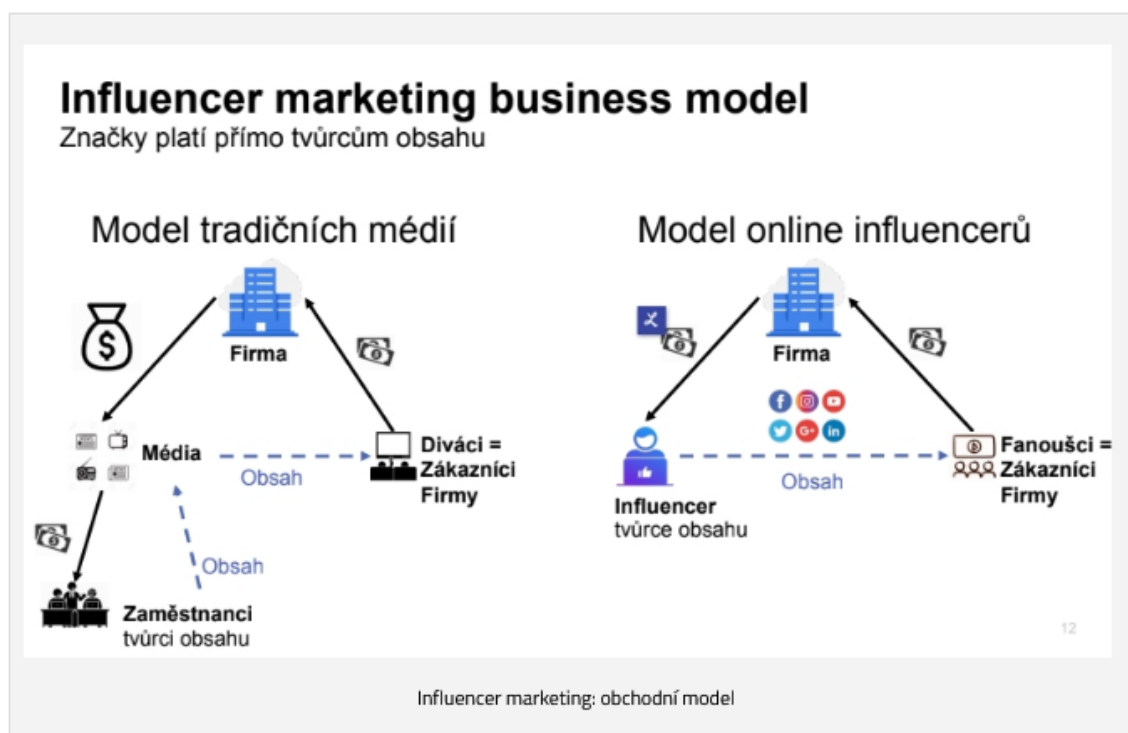 Influencer marketing business model
Značky platí přímo tvůrcům obsahu
Model tradičních médií
Firma
Média
Obsah
Diváci =
Zákazníci
Firmy
Obsah
Zaměstnanci
tvůrci obsahu
Model online influencerů
Firma
Influencer
tvůrce obsahu
Obsah
Fanoušci =
Zákazníci
Firmy
12
Influencer marketing: obchodní model